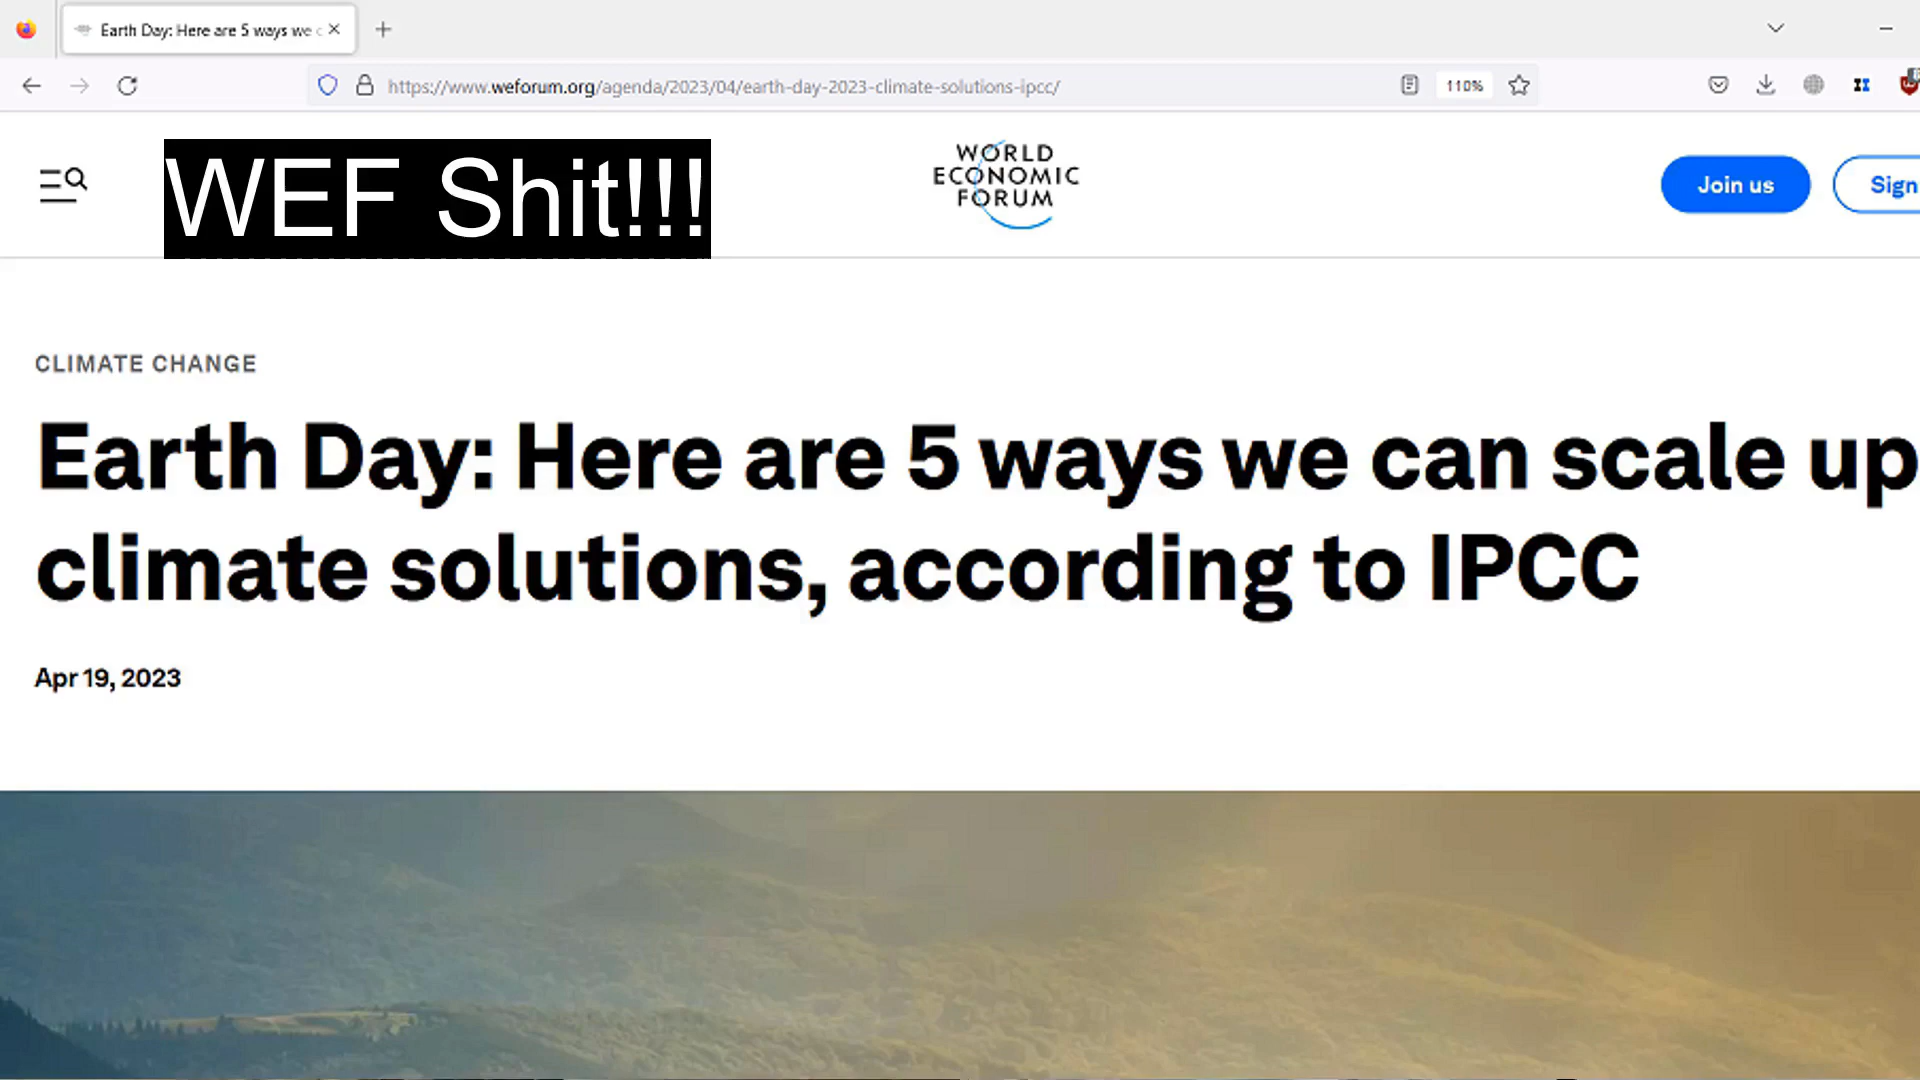 Earth Day: Here are 5 ways we c
https://www.weforum.org/agenda/2023/04/earth-day-2023-climate-solutions-ipcc/
110%
WEF Shit!!!
WORLD
ECONOMIC
FORUM
Join us
Sign
CLIMATE CHANGE
Earth Day: Here are 5 ways we can scale up
climate solutions, according to IPCC
Apr 19, 2023